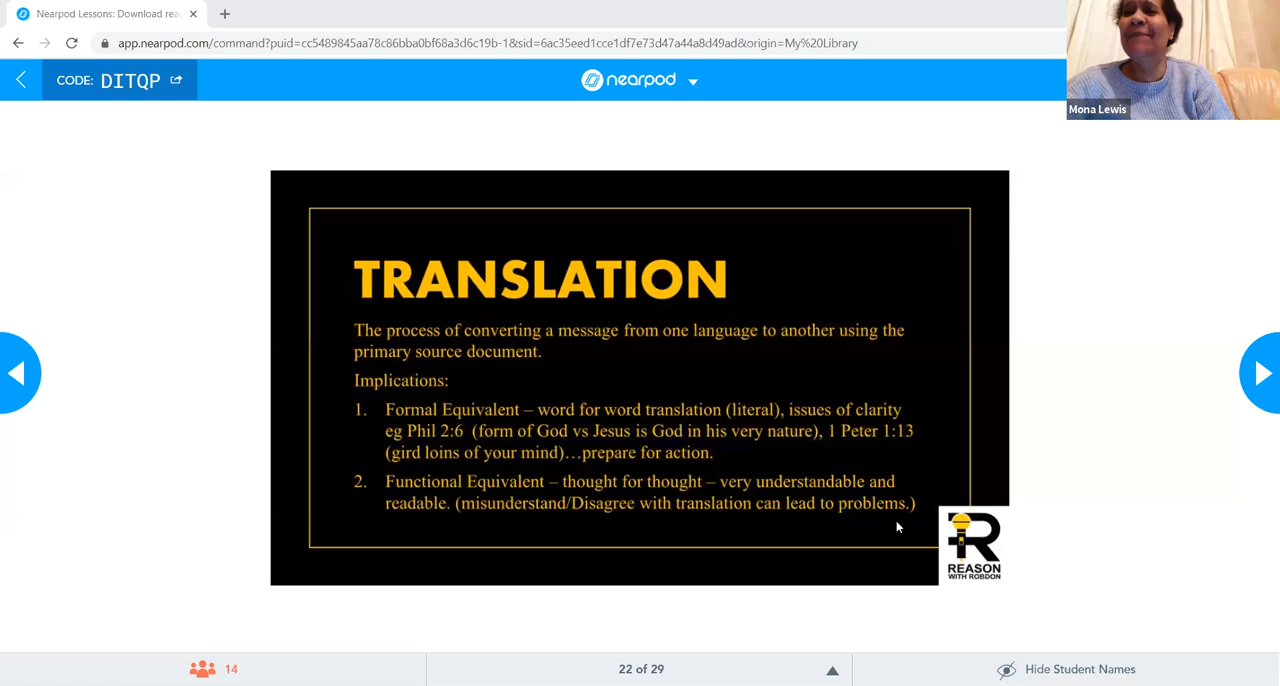 Nearpod Lessons: Download rea
app.nearpod.com/command?puid=cc5489845aa78c86bba0bf68a3d6c19b-1&sid=6ac35eed1cce1df7e73d47a44a8d49ad&origin=My%20Library
CODE: DITQP
nearpod
Mona Lewis
TRANSLATION
The process of converting a message from one language to another using the
primary source document.
Implications:
1. Formal Equivalent – word for word translation (literal), issues of clarity
eg Phil 2:6 (form of God vs Jesus is God in his very nature), 1 Peter 1:13
(gird loins of your mind)…prepare for action.
2. Functional Equivalent – thought for thought – very understandable and
readable. (misunderstand/Disagree with translation can lead to problems.)
R
REASON
WITH ROBDON
14
22 of 29
Hide Student Names